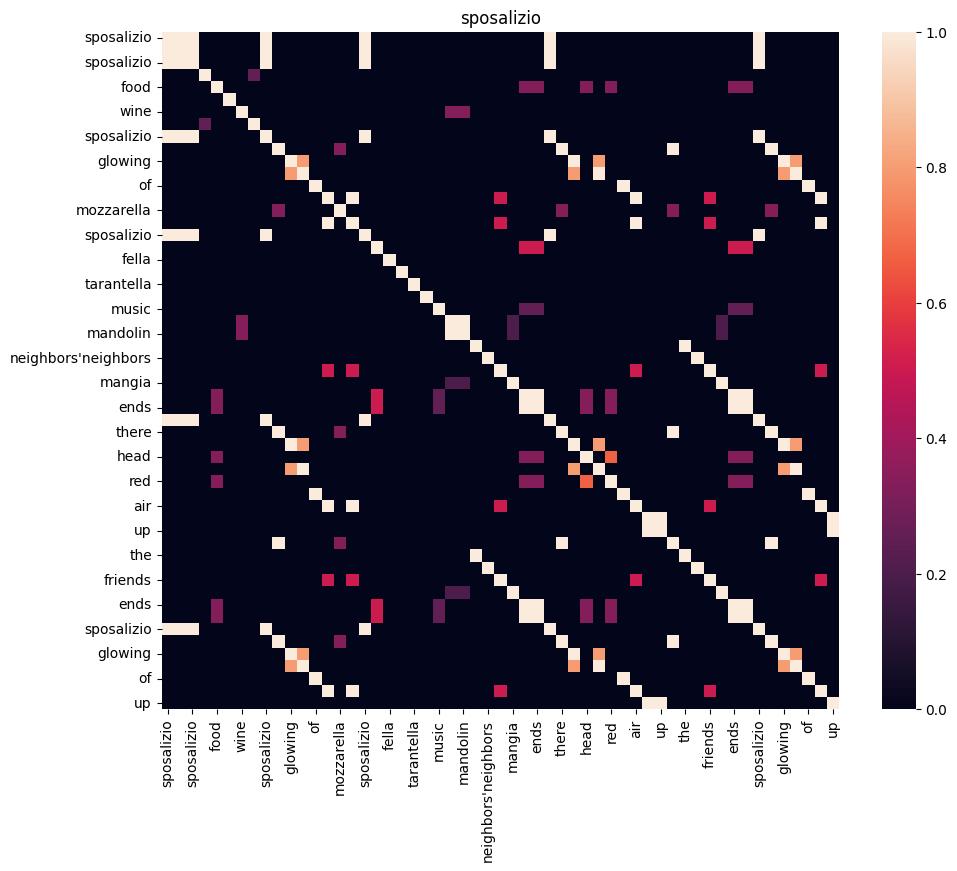 sposalizio
sposalizio
sposalizio
food
wine
sposalizio
glowing
of
mozzarella
sposalizio
fella
tarantella
music
mandolin
neighbors'neighbors
mangia
ends
there
head
red
air
up
the
friends
ends
sposalizio
glowing
of
up
1.0
0.8
0.6
0.4
0.2
0.0
sposalizio
sposalizio
food
wine
sposalizio
glowing
of
mozzarella
sposalizio
fella
tarantella
music
mandolin
neighbors'neighbors
mangia
ends
there
head
red
air
up
the
friends
ends
sposalizio
glowing
of
up